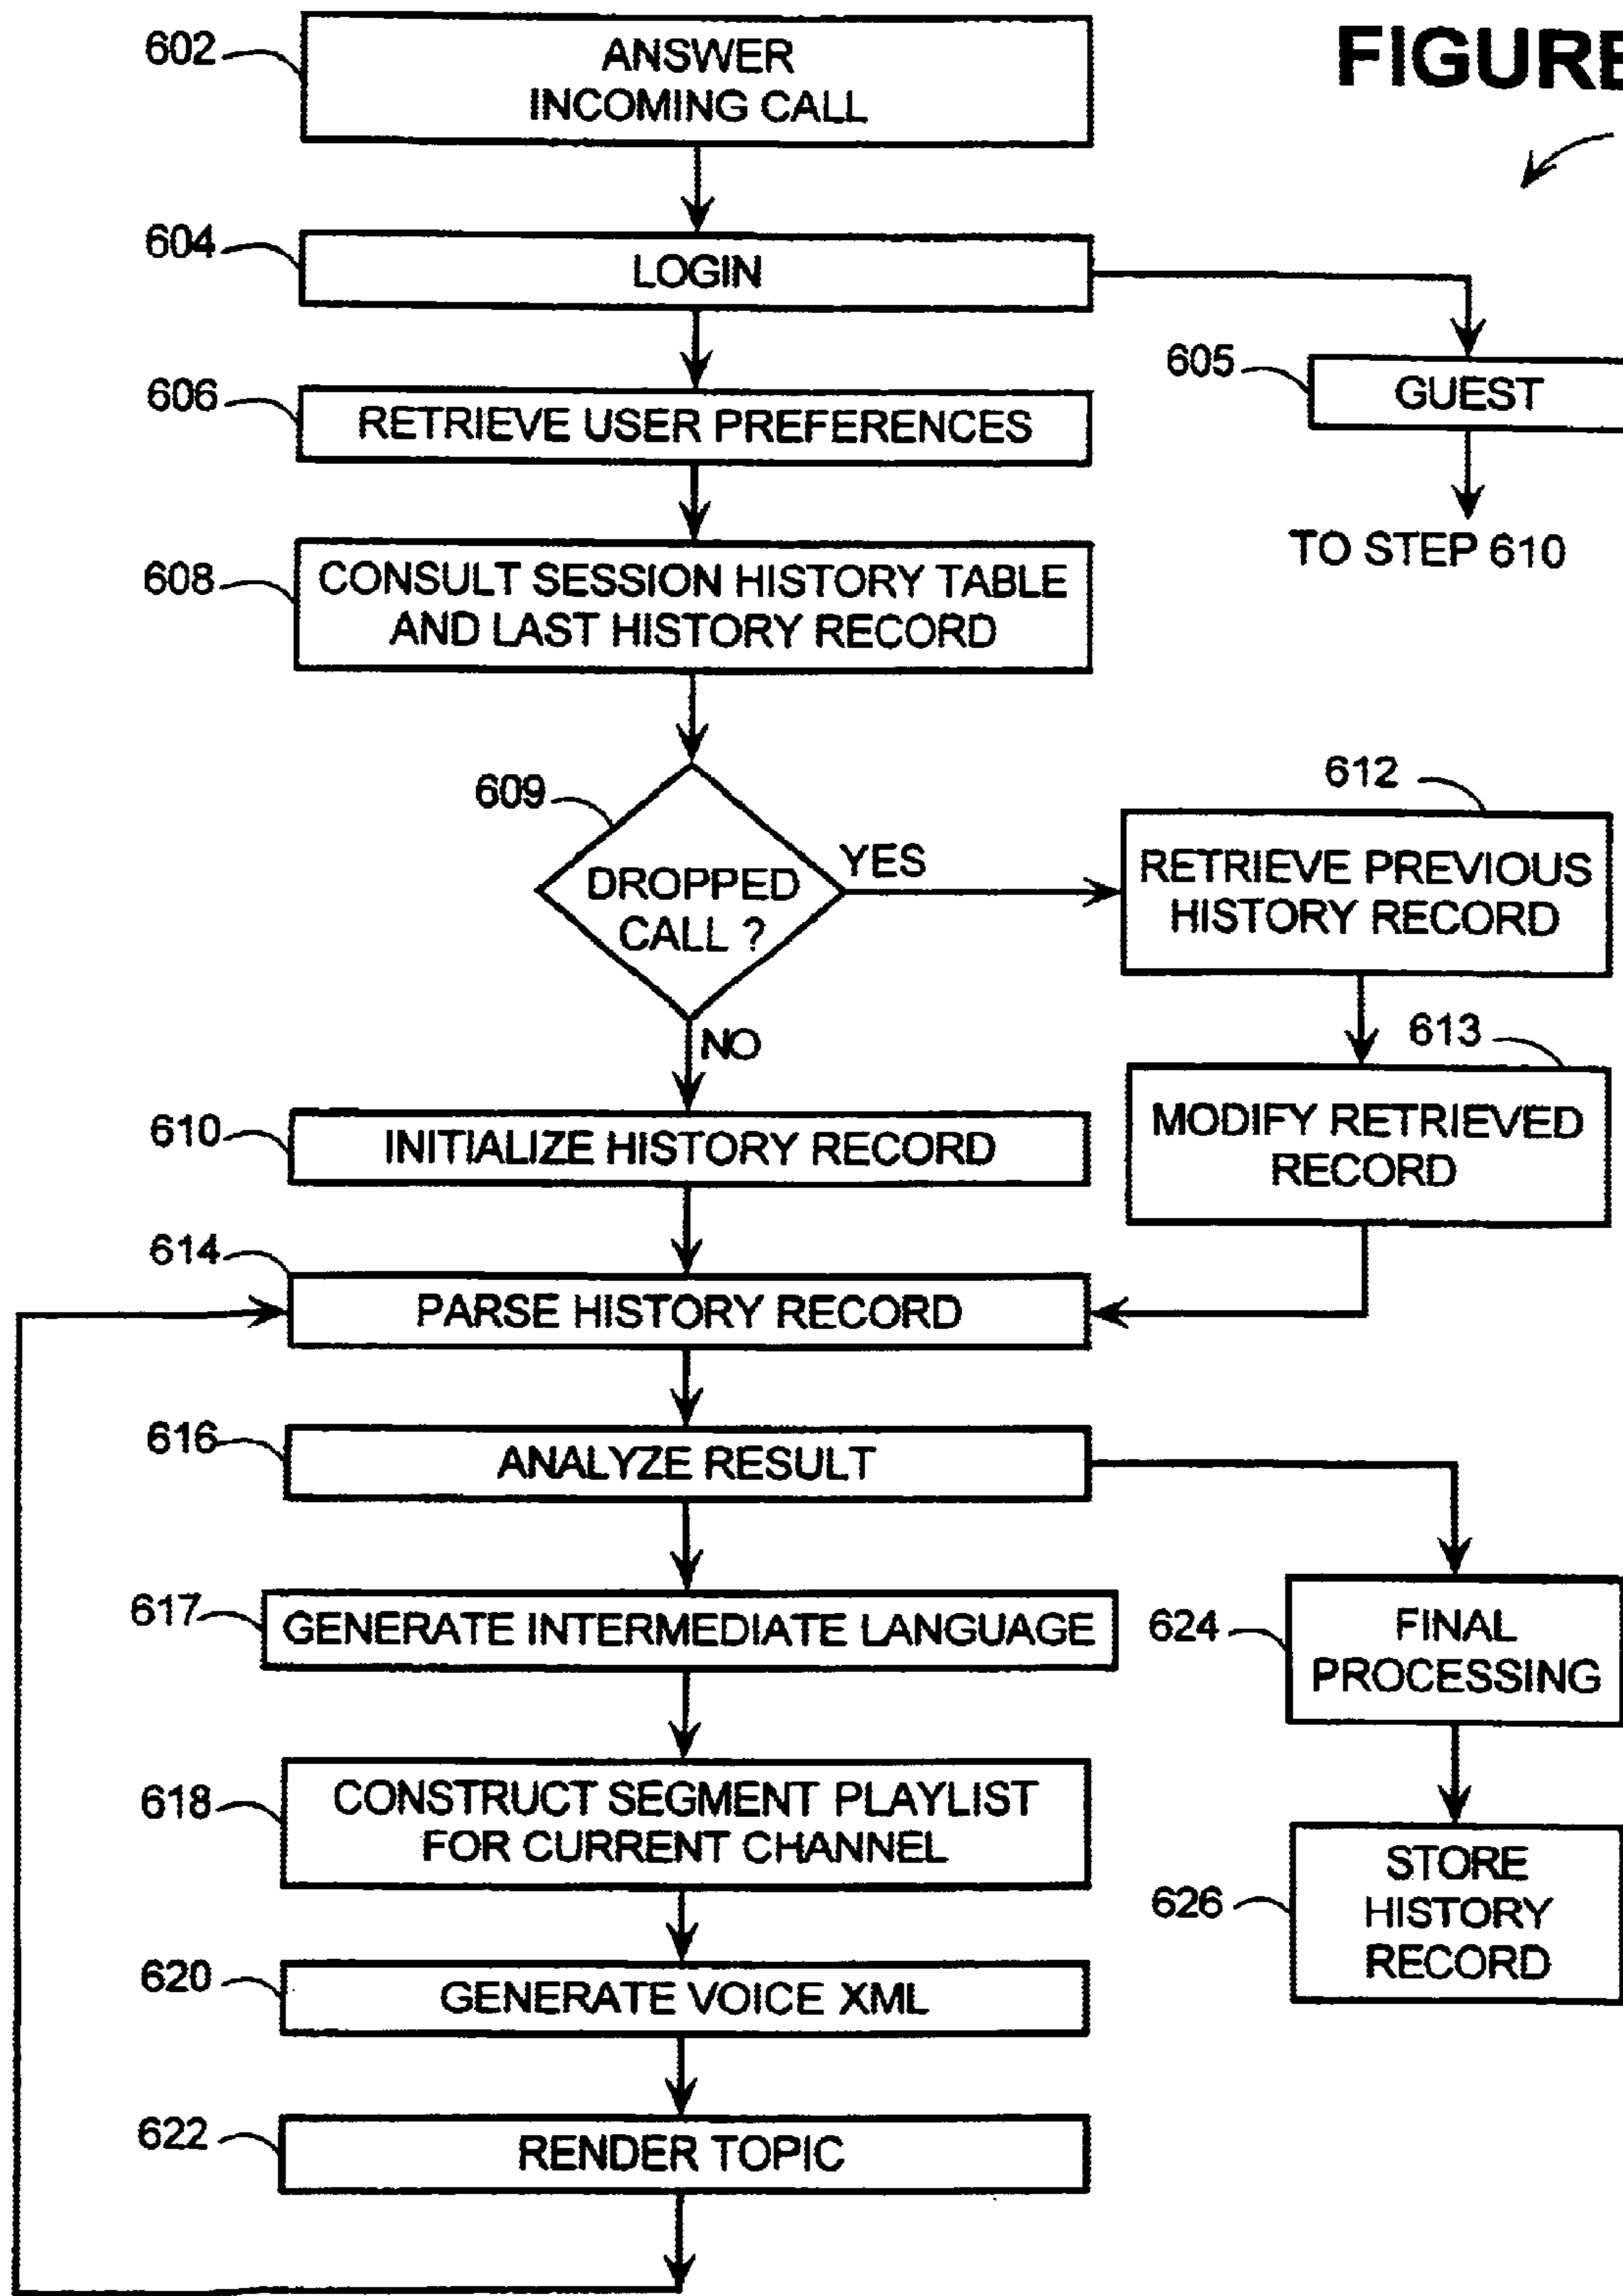 FIGURE
602
ANSWER
INCOMING CALL
604
LOGIN
605
GUEST
606
RETRIEVE USER PREFERENCES
TO STEP 610
608
CONSULT SESSION HISTORY TABLE
AND LAST HISTORY RECORD
609
DROPPED
CALL ?
YES
NO
612
RETRIEVE PREVIOUS
HISTORY RECORD
613
MODIFY RETRIEVED
RECORD
610
INITIALIZE HISTORY RECORD
614
PARSE HISTORY RECORD
616
ANALYZE RESULT
617
GENERATE INTERMEDIATE LANGUAGE
624
FINAL
PROCESSING
618
CONSTRUCT SEGMENT PLAYLIST
FOR CURRENT CHANNEL
626
STORE
HISTORY
RECORD
620
GENERATE VOICE XML
622
RENDER TOPIC